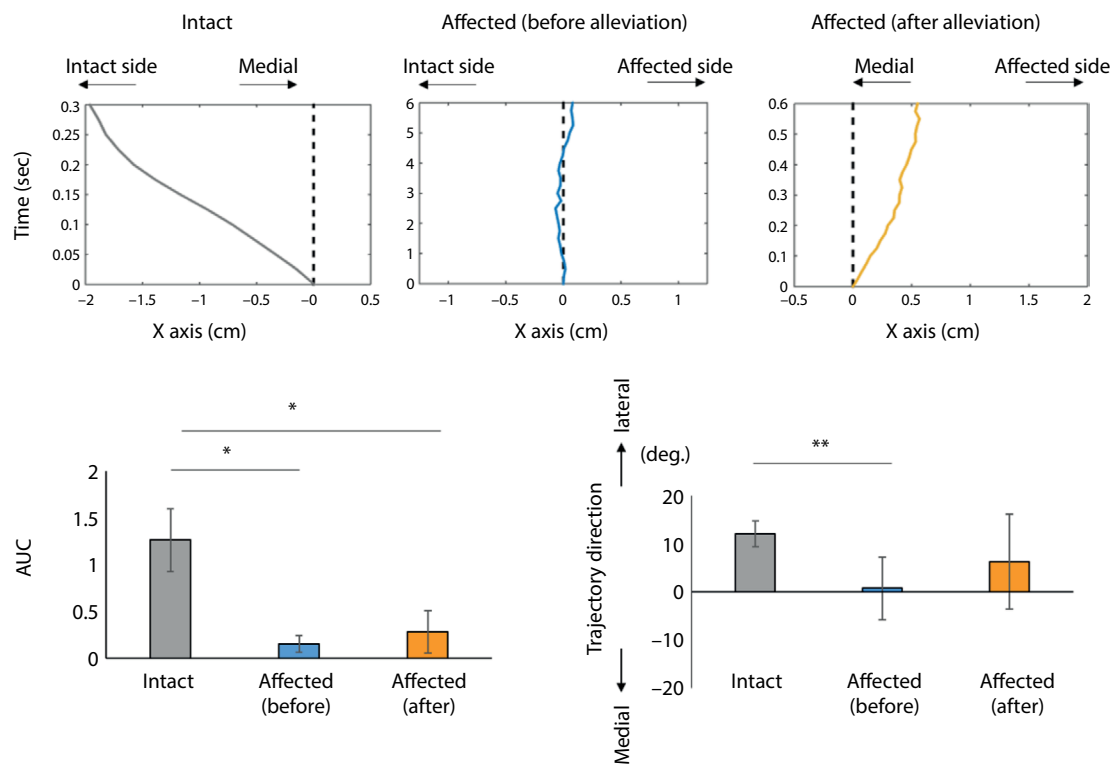 Intact
Affected (before alleviation)
Affected (after alleviation)
Intact side
Medial
Intact side
Affected side
Medial
Affected side
Time (sec)
0.3
0.25
0.2
0.15
0.1
0.05
0
−2
−1.5
−1
−0.5
−0
0.5
X axis (cm)
6
5
4
3
2
1
0
−1
−0.5
0
0.5
1
X axis (cm)
0.6
0.5
0.4
0.3
0.2
0.1
0
−0.5
0
0.5
1
1.5
2
X axis (cm)
*
*
AUC
2
1.5
1
0.5
0
Intact
Affected
(before)
Affected
(after)
lateral
Trajectory direction
Medial
(deg.)
**
20
10
0
−10
−20
Intact
Affected
(before)
Affected
(after)